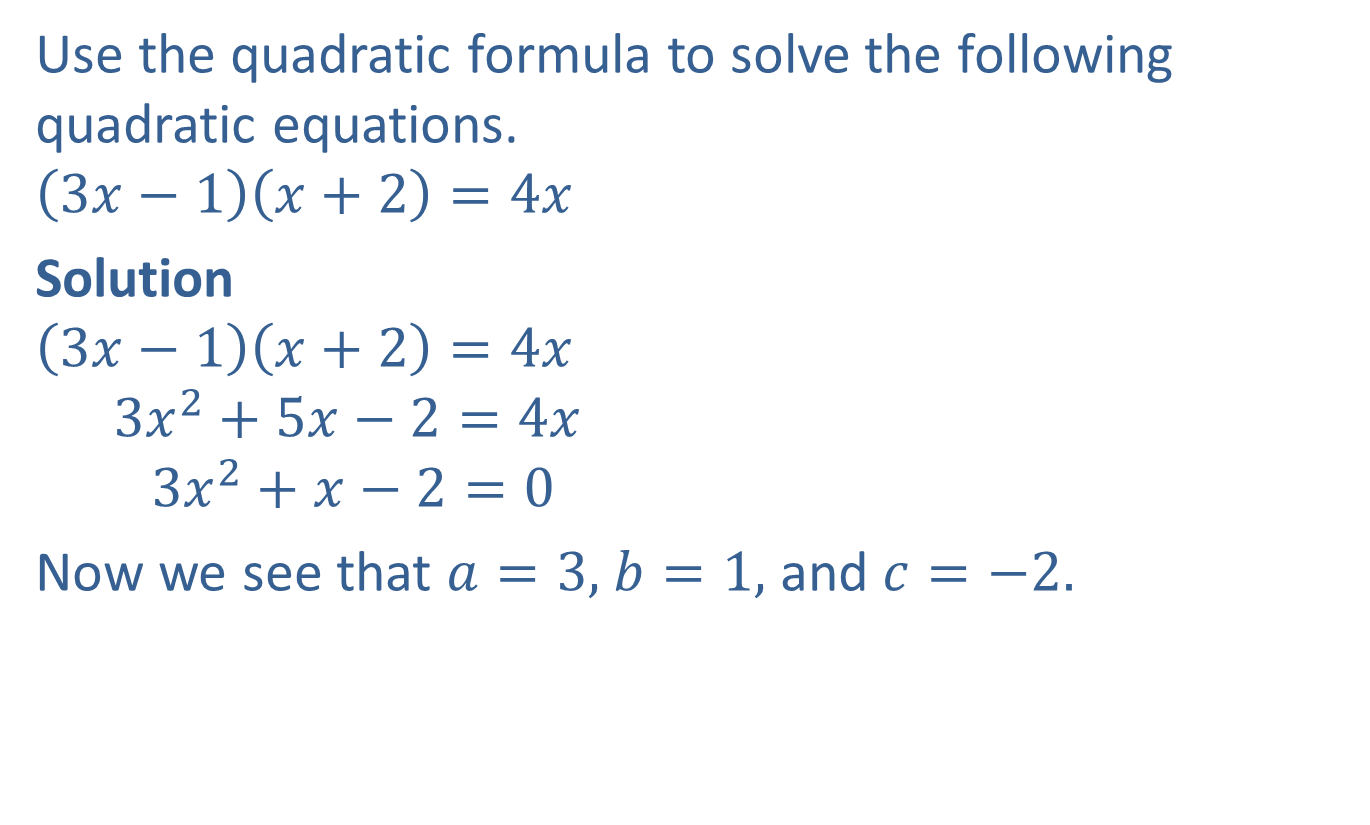 Use the quadratic formula to solve the following
quadratic equations.
(3𝑥 − 1)(𝑥 + 2) = 4𝑥
Solution
(3𝑥 − 1)(𝑥 + 2) = 4𝑥
3𝑥² + 5𝑥 − 2 = 4𝑥
3𝑥² + 𝑥 − 2 = 0
Now we see that 𝑎 = 3, 𝑏 = 1, and 𝑐 = −2.